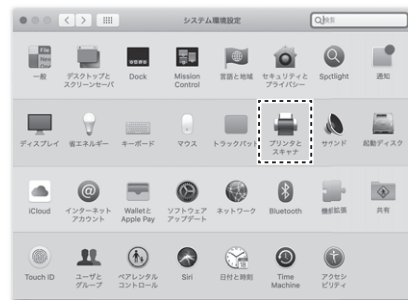 システム環境設定
検索
File
New
一般
デスクトップと
スクリーンセーバ
Dock
Mission
Control
言語と地域
セキュリティと
プライバシー
Spotlight
通知
ディスプレイ
省エネルギー
キーボード
マウス
トラックパッド
プリンタと
スキャナ
サウンド
起動ディスク
iCloud
インターネット
アカウント
Walletと
Apple Pay
ソフトウェア
アップデート
ネットワーク
Bluetooth
機能拡張
共有
Touch ID
ユーザと
グループ
ペアレンタル
コントロール
Siri
日付と時刻
Time
Machine
アクセシ
ビリティ